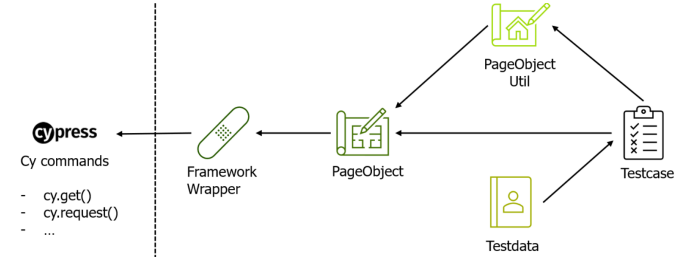 cypress
Cy commands
- cy.get()
- cy.request()
- ...
Framework
Wrapper
PageObject
PageObject
Util
Testdata
Testcase